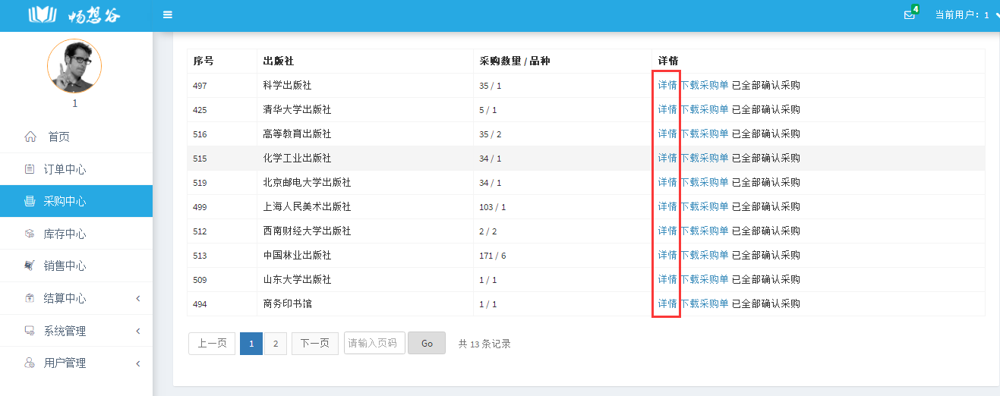 畅想谷
4
当前用户：1
1
首页
订单中心
采购中心
库存中心
销售中心
结算中心
系统管理
用户管理
序号 出版社 采购数量 / 品种 详情
497 科学出版社 35 / 1 详情 下载采购单 已全部确认采购
425 清华大学出版社 5 / 1 详情 下载采购单 已全部确认采购
516 高等教育出版社 35 / 2 详情 下载采购单 已全部确认采购
515 化学工业出版社 34 / 1 详情 下载采购单 已全部确认采购
519 北京邮电大学出版社 34 / 1 详情 下载采购单 已全部确认采购
499 上海人民美术出版社 103 / 1 详情 下载采购单 已全部确认采购
512 西南财经大学出版社 2 / 2 详情 下载采购单 已全部确认采购
513 中国林业出版社 171 / 6 详情 下载采购单 已全部确认采购
509 山东大学出版社 1 / 1 详情 下载采购单 已全部确认采购
494 商务印书馆 1 / 1 详情 下载采购单 已全部确认采购
上一页 1 2 下一页 请输入页码 Go 共 13 条记录